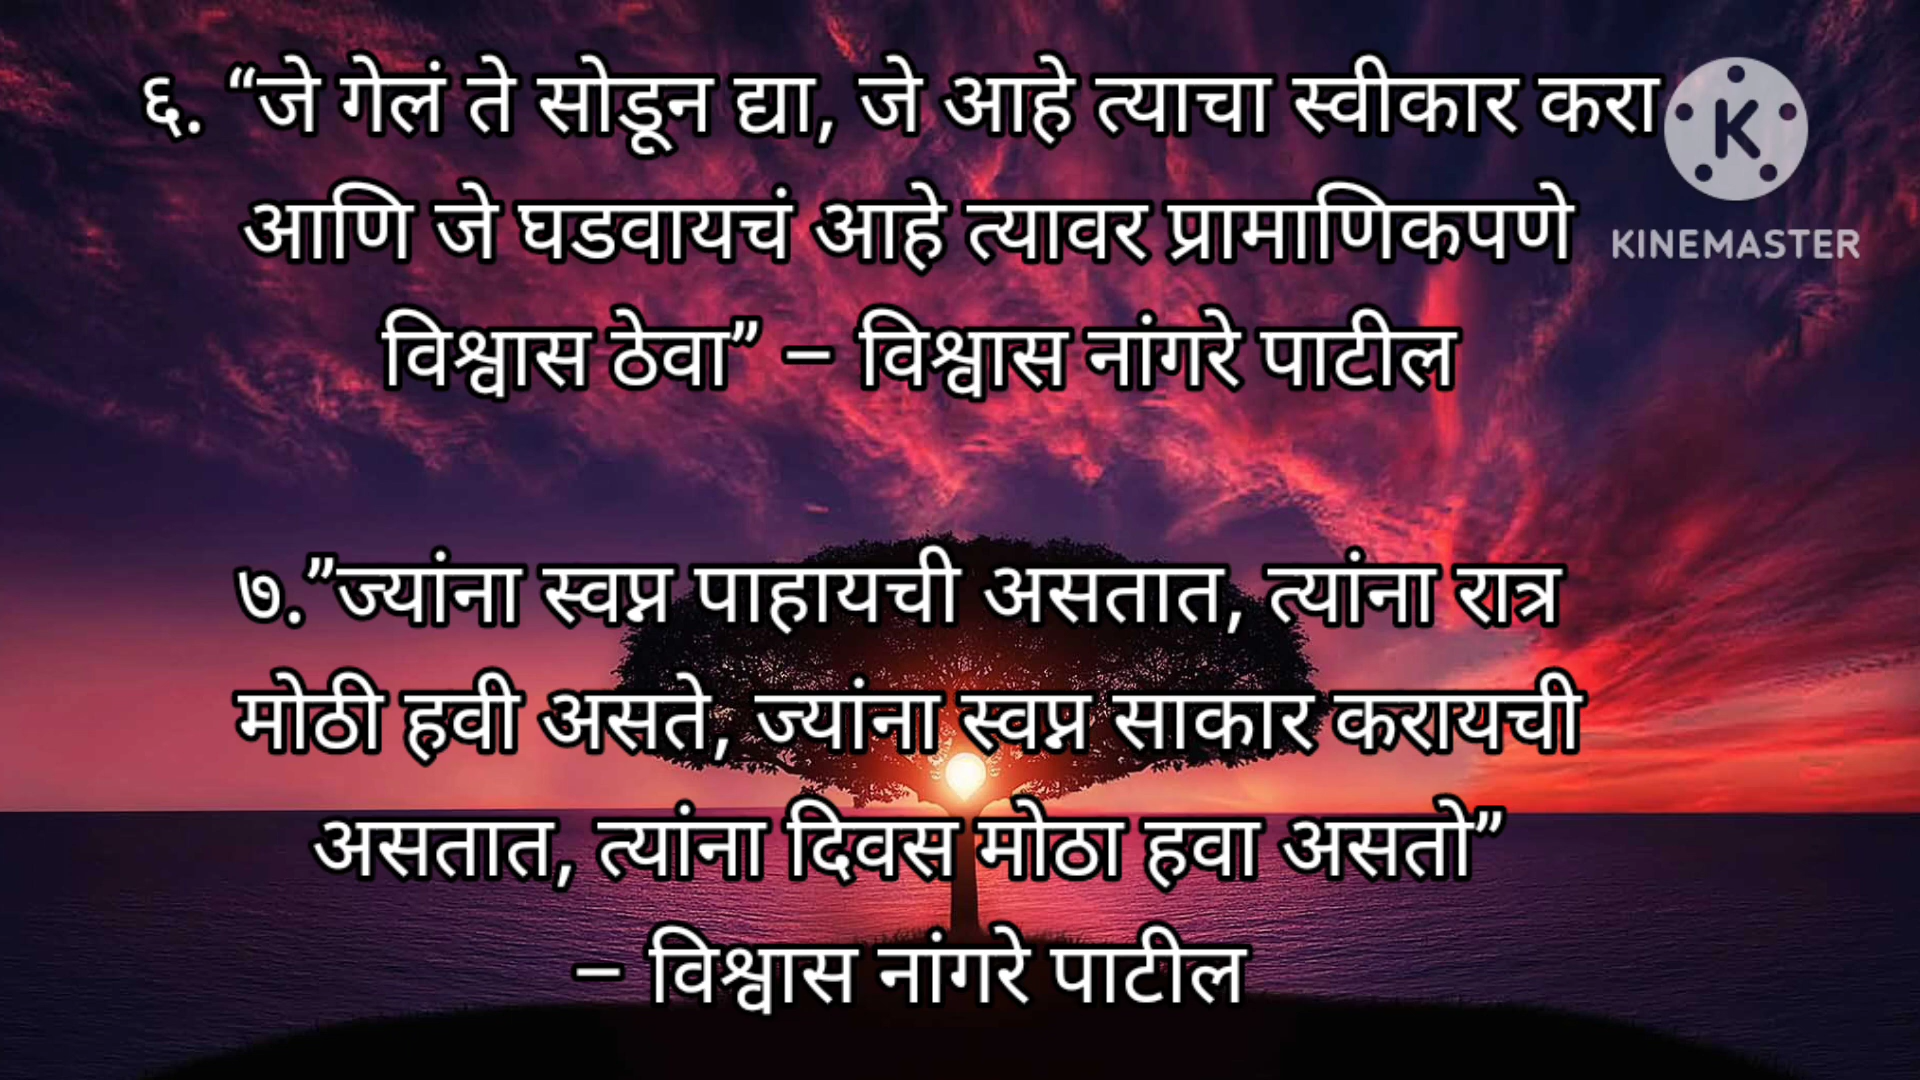 ६. “जे गेलं ते सोडून द्या, जे आहे त्याचा स्वीकार करा
आणि जे घडवायचं आहे त्यावर प्रामाणिकपणे
विश्वास ठेवा” – विश्वास नांगरे पाटील
KINEMASTER
७.”ज्यांना स्वप्न पाहायची असतात, त्यांना रात्र
मोठी हवी असते, ज्यांना स्वप्न साकार करायची
असतात, त्यांना दिवस मोठा हवा असतो”
– विश्वास नांगरे पाटील